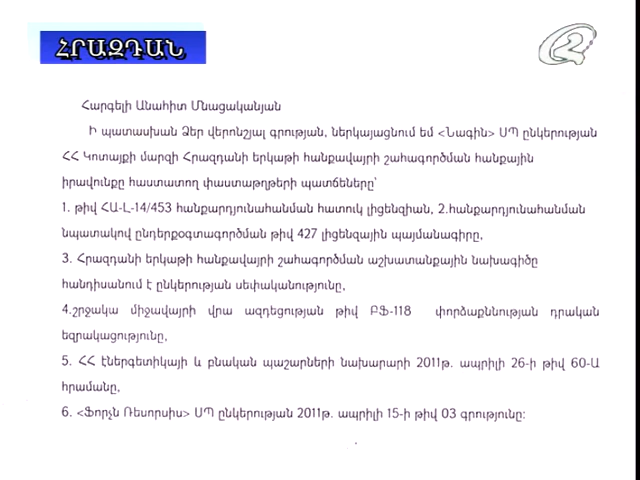 ՀՐԱԶԴԱՆ
Հարգելի Անահիտ Մնացականյան
Ի պատասխան Ձեր վերոնշյալ գրության, ներկայացնում եմ <Նագին> ՍՊ ընկերության
ՀՀ Կոտայքի մարզի Հրազդանի երկաթի հանքավայրի շահագործման հանքային
իրավունքը հաստատող փաստաթղթերի պատճեները՝
1. թիվ ՀԱ-Լ-14/453 հանքարդյունահանման հատուկ լիցենզիան, 2.հանքարդյունահանման
նպատակով ընդերքօգտագործման թիվ 427 լիցենզային պայմանագիրը,
3. Հրազդանի երկաթի հանքավայրի շահագործման աշխատանքային նախագիծը
հանդիսանում է ընկերության սեփականությունը,
4.շրջակա միջավայրի վրա ազդեցության թիվ ԲՓ-118 փորձաքննության դրական
եզրակացությունը,
5. ՀՀ էներգետիկայի և բնական պաշարների նախարարի 2011թ. ապրիլի 26-ի թիվ 60-Ա
հրամանը,
6. <Ֆորչն Ռեսորսիս> ՍՊ ընկերության 2011թ. ապրիլի 15-ի թիվ 03 գրությունը: